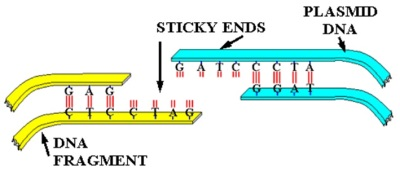 PLASMID
DNA
STICKY ENDS
G A T C C C T A
G G A T
G A G
C T C C T A G
DNA
FRAGMENT